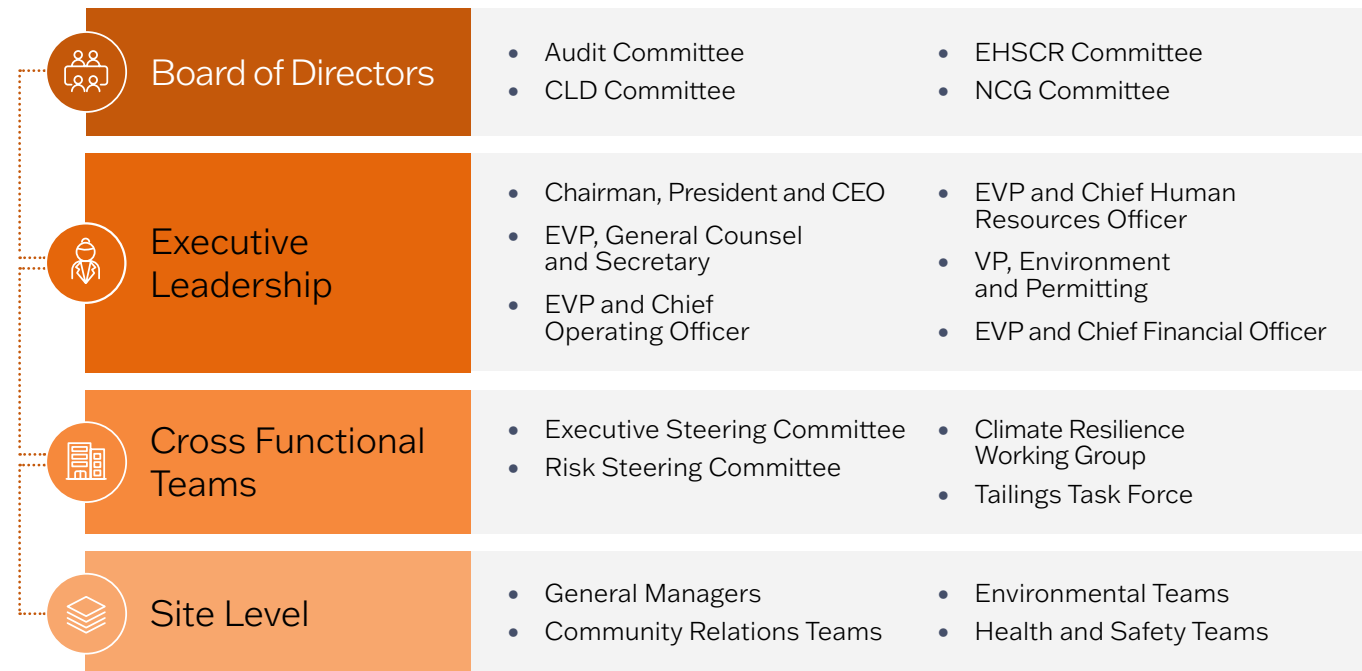 Board of Directors
• Audit Committee
• CLD Committee
• EHSCR Committee
• NCG Committee
Executive
Leadership
• Chairman, President and CEO
• EVP, General Counsel
and Secretary
• EVP and Chief
Operating Officer
• EVP and Chief Human
Resources Officer
• VP, Environment
and Permitting
• EVP and Chief Financial Officer
Cross Functional
Teams
• Executive Steering Committee
• Risk Steering Committee
• Climate Resilience
Working Group
• Tailings Task Force
Site Level
• General Managers
• Community Relations Teams
• Environmental Teams
• Health and Safety Teams